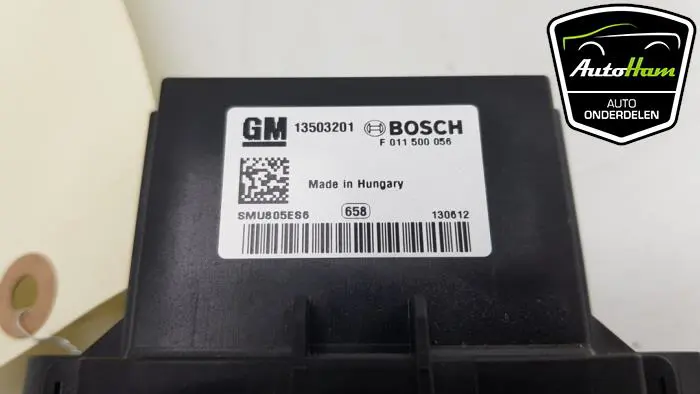 GM 13503201 BOSCH
F 011 500 056
Made in Hungary
SMU805ES6 658 130612
AutoHam
AUTO
ONDERDELEN